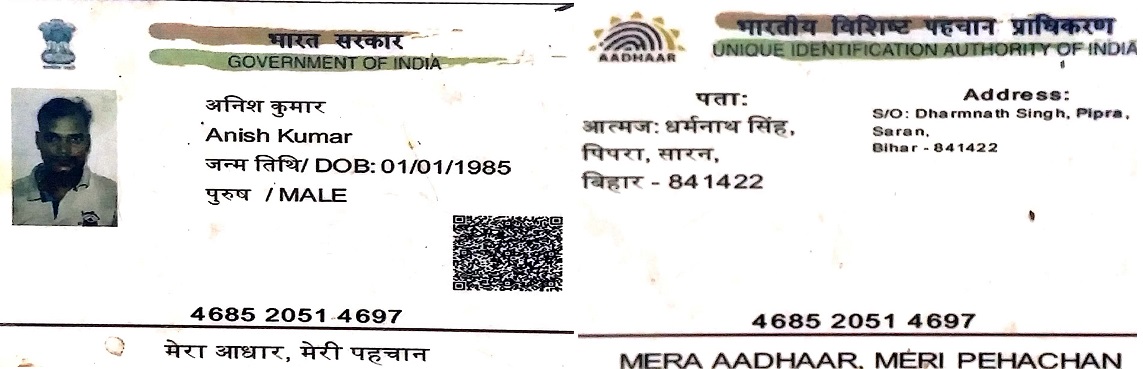 भारत सरकार
GOVERNMENT OF INDIA
अनिश कुमार
Anish Kumar
जन्म तिथि/ DOB: 01/01/1985
पुरुष / MALE
4685 2051 4697
मेरा आधार, मेरी पहचान
AADHAAR
भारतीय विशिष्ट पहचान प्राधिकरण
UNIQUE IDENTIFICATION AUTHORITY OF INDIA
पता:
आत्मज: धर्मनाथ सिंह,
पिपरा, सारन,
बिहार - 841422
Address:
S/O: Dharmnath Singh, Pipra,
Saran,
Bihar - 841422
4685 2051 4697
MERA AADHAAR, MERI PEHACHAN